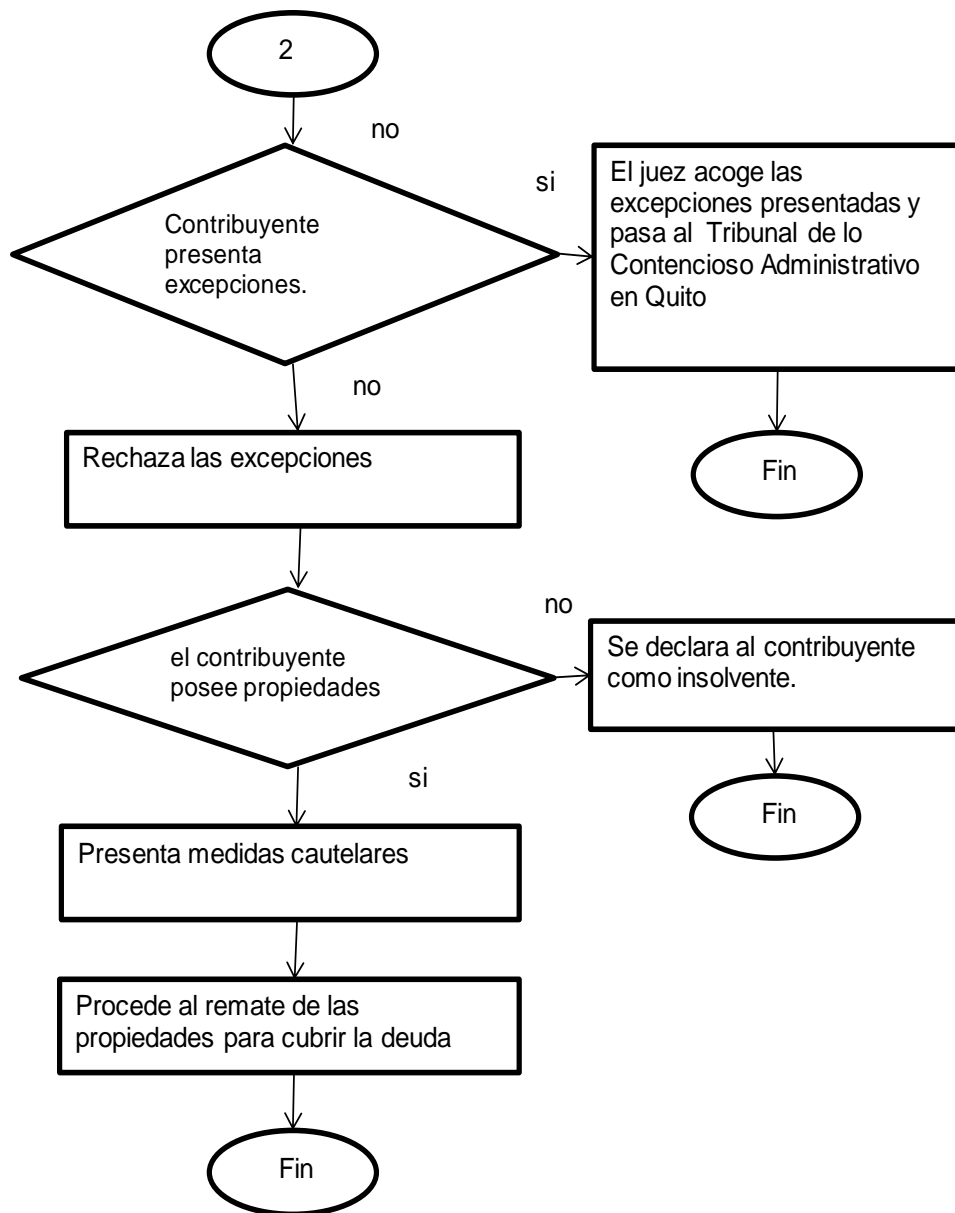 2
no
si
El juez acoge las
excepciones presentadas y
pasa al Tribunal de lo
Contencioso Administrativo
en Quito
Contribuyente
presenta
excepciones.
no
Rechaza las excepciones
Fin
no
el contribuyente
posee propiedades
Se declara al contribuyente
como insolvente.
si
Fin
Presenta medidas cautelares
Procede al remate de las
propiedades para cubrir la deuda
Fin